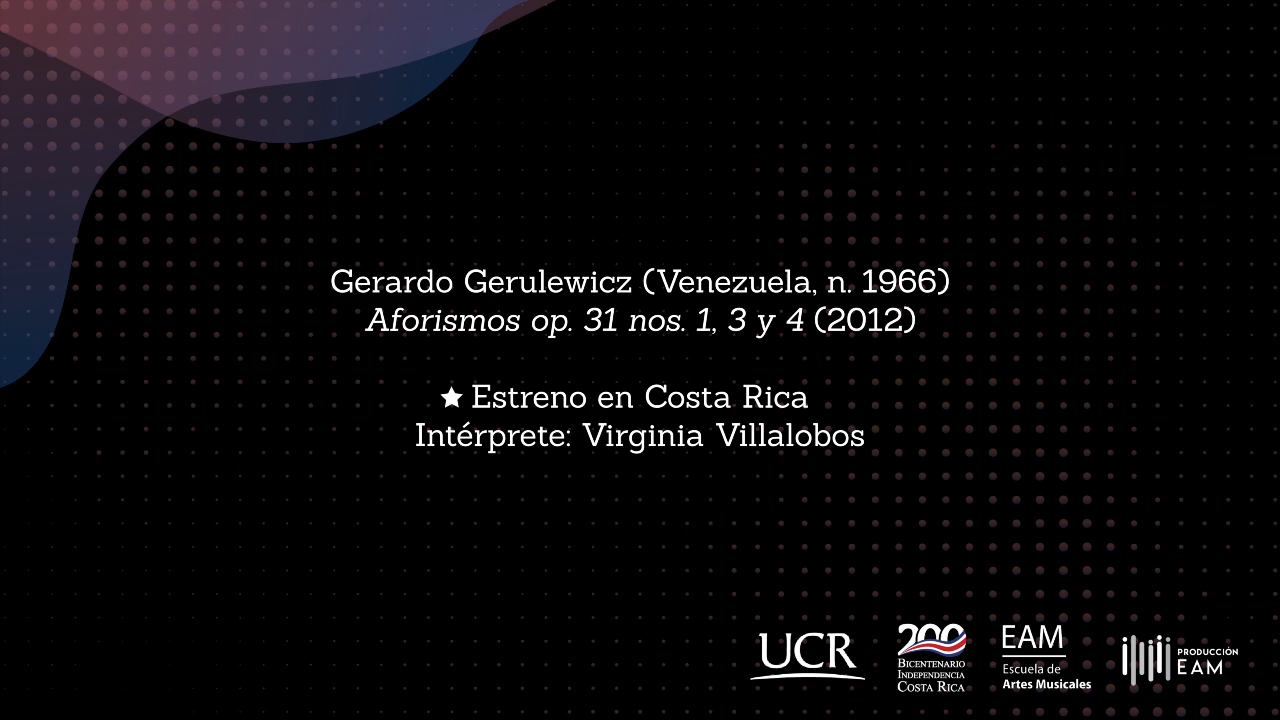 Gerardo Gerulewicz (Venezuela, n. 1966)
Aforismos op. 31 nos. 1, 3 y 4 (2012)
★ Estreno en Costa Rica
Intérprete: Virginia Villalobos
UCR
200
BICENTENARIO
INDEPENDENCIA
COSTA RICA
EAM
Escuela de
Artes Musicales
PRODUCCIÓN
EAM